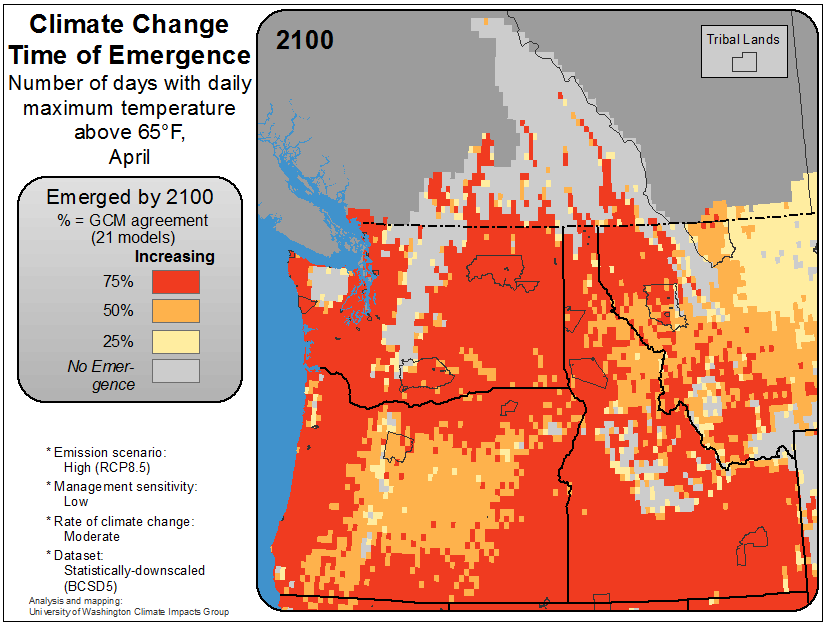 Climate Change
Time of Emergence
Number of days with daily
maximum temperature
above 65°F,
April
2100
Tribal Lands
Emerged by 2100
% = GCM agreement
(21 models)
Increasing
75%
50%
25%
No Emer-
gence
* Emission scenario:
High (RCP8.5)
* Management sensitivity:
Low
* Rate of climate change:
Moderate
* Dataset:
Statistically-downscaled
(BCSD5)
Analysis and mapping:
University of Washington Climate Impacts Group